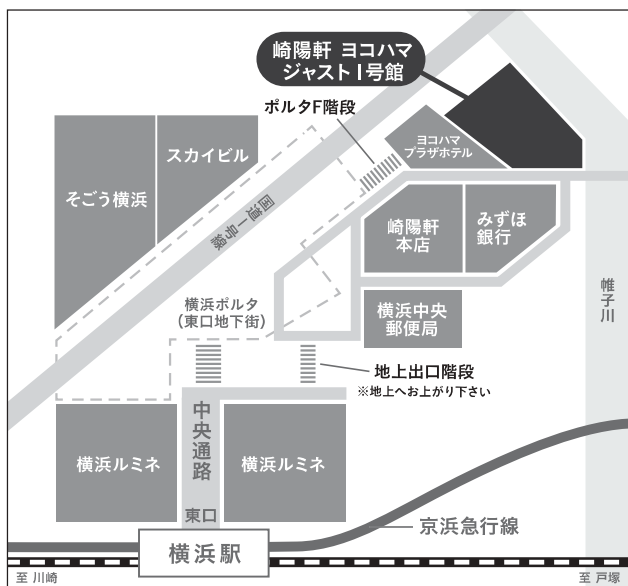 崎陽軒 ヨコハマ
ジャスト1号館
ポルタF階段
ヨコハマ
プラザホテル
スカイビル
そごう横浜
国道1号線
崎陽軒
本店
みずほ
銀行
帷子川
横浜ポルタ
(東口地下街)
横浜中央
郵便局
地上出口階段
※地上へお上がり下さい
中央通路
横浜ルミネ
横浜ルミネ
東口
京浜急行線
横浜駅
至 川崎
至 戸塚